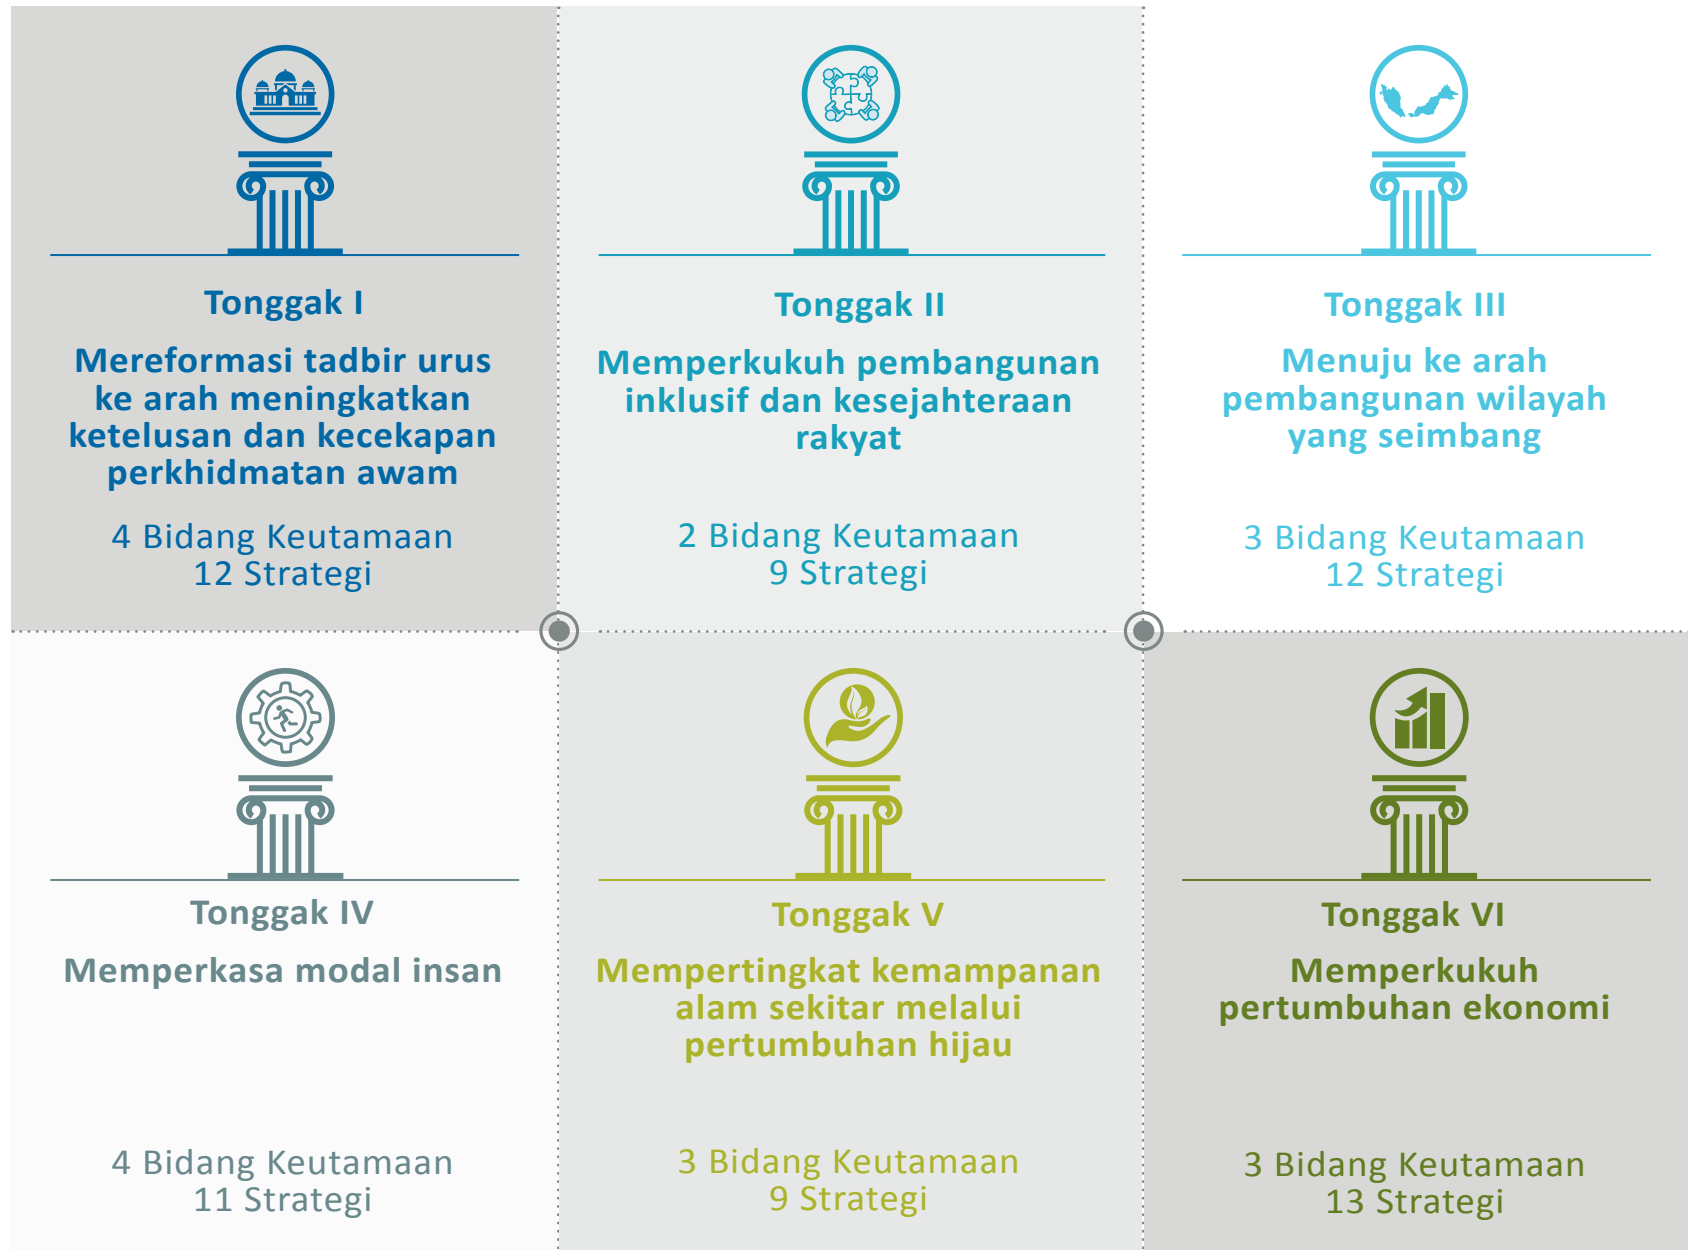 Tonggak I
Mereformasi tadbir urus
ke arah meningkatkan
ketelusan dan kecekapan
perkhidmatan awam
4 Bidang Keutamaan
12 Strategi
Tonggak II
Memperkukuh pembangunan
inklusif dan kesejahteraan
rakyat
2 Bidang Keutamaan
9 Strategi
Tonggak III
Menuju ke arah
pembangunan wilayah
yang seimbang
3 Bidang Keutamaan
12 Strategi
Tonggak IV
Memperkasa modal insan
4 Bidang Keutamaan
11 Strategi
Tonggak V
Mempertingkat kemampanan
alam sekitar melalui
pertumbuhan hijau
3 Bidang Keutamaan
9 Strategi
Tonggak VI
Memperkukuh
pertumbuhan ekonomi
3 Bidang Keutamaan
13 Strategi